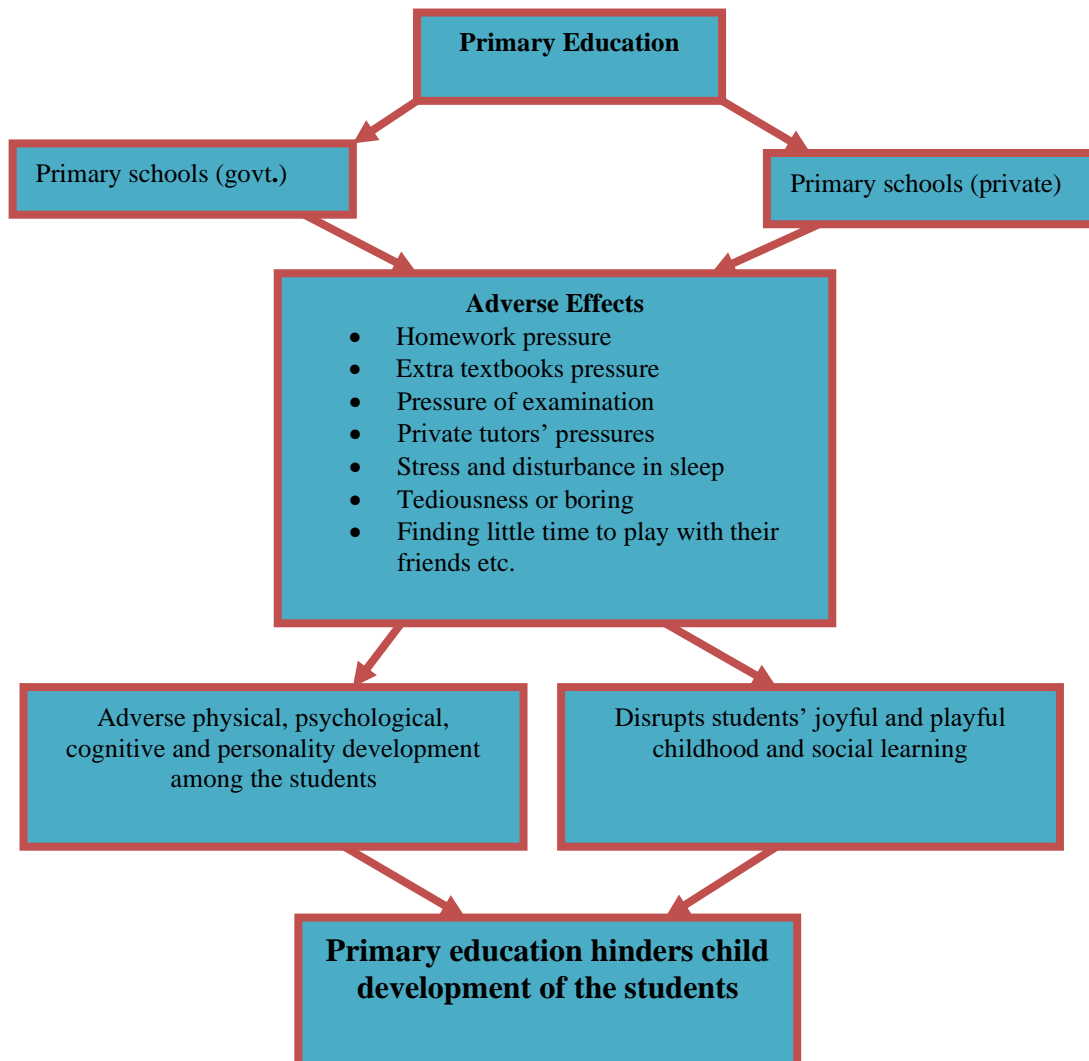 Primary Education
Primary schools (govt.)
Primary schools (private)
Adverse Effects
• Homework pressure
• Extra textbooks pressure
• Pressure of examination
• Private tutors’ pressures
• Stress and disturbance in sleep
• Tediousness or boring
• Finding little time to play with their
friends etc.
Adverse physical, psychological,
cognitive and personality development
among the students
Disrupts students’ joyful and playful
childhood and social learning
Primary education hinders child
development of the students